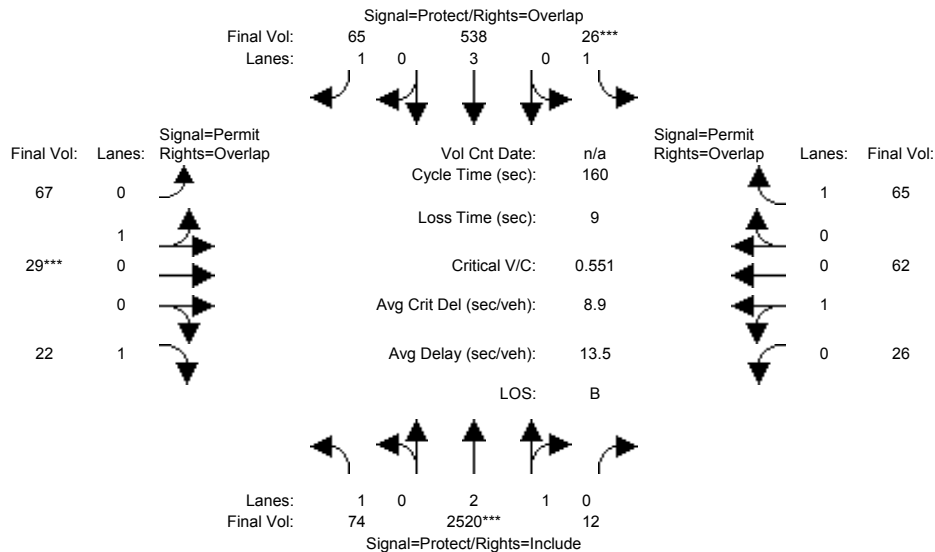 Signal=Protect/Rights=Overlap
Final Vol: 65 538 26***
Lanes: 1 0 3 0 1
Signal=Permit Signal=Permit
Final Vol: Lanes: Rights=Overlap Vol Cnt Date: n/a Rights=Overlap Lanes: Final Vol:
Cycle Time (sec): 160
67 0 1 65
Loss Time (sec): 9
1 0
29*** 0 Critical V/C: 0.551 0 62
0 Avg Crit Del (sec/veh): 8.9 1
22 1 Avg Delay (sec/veh): 13.5 0 26
LOS: B
Lanes: 1 0 2 1 0
Final Vol: 74 2520*** 12
Signal=Protect/Rights=Include